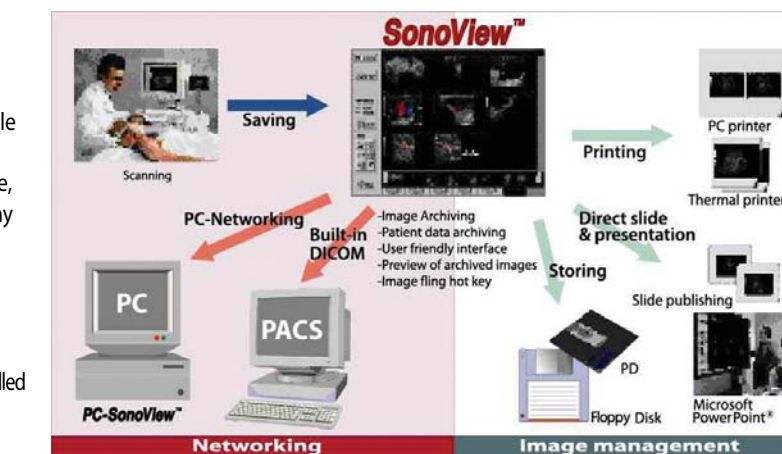 SonoView™
le
e,
ay
lled
Saving
Scanning
Printing
PC printer
Thermal printer
PC-Networking
Built-in
DICOM
-Image Archiving
-Patient data archiving
-User friendly interface
-Preview of archived images
-Image fling hot key
Direct slide
& presentation
Storing
Slide publishing
PC
PACS
PD
Floppy Disk
PC-SonoView™
Microsoft
PowerPoint®
Networking
Image management